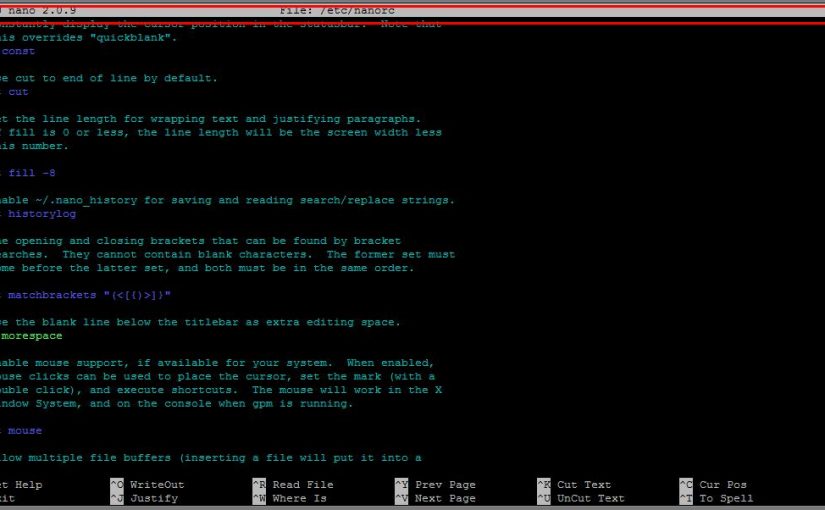 nano 2.0.9 File: /etc/nanorc
onstantly display the cursor position in the statusbar. Note that
his overrides "quickblank".
const
se cut to end of line by default.
cut
et the line length for wrapping text and justifying paragraphs.
f fill is 0 or less, the line length will be the screen width less
his number.
fill -8
nable ~/.nano_history for saving and reading search/replace strings.
historylog
he opening and closing brackets that can be found by bracket
earches. They cannot contain blank characters. The former set must
ome before the latter set, and both must be in the same order.
matchbrackets "(<[{)>]}"
se the blank line below the titlebar as extra editing space.
morespace
nable mouse support, if available for your system. When enabled,
ouse clicks can be used to place the cursor, set the mark (with a
ouble click), and execute shortcuts. The mouse will work in the X
indow System, and on the console when gpm is running.
mouse
llow multiple file buffers (inserting a file will put it into a
et Help ^O WriteOut ^R Read File ^Y Prev Page ^K Cut Text ^C Cur Pos
xit ^J Justify ^W Where Is ^V Next Page ^U UnCut Text ^T To Spell